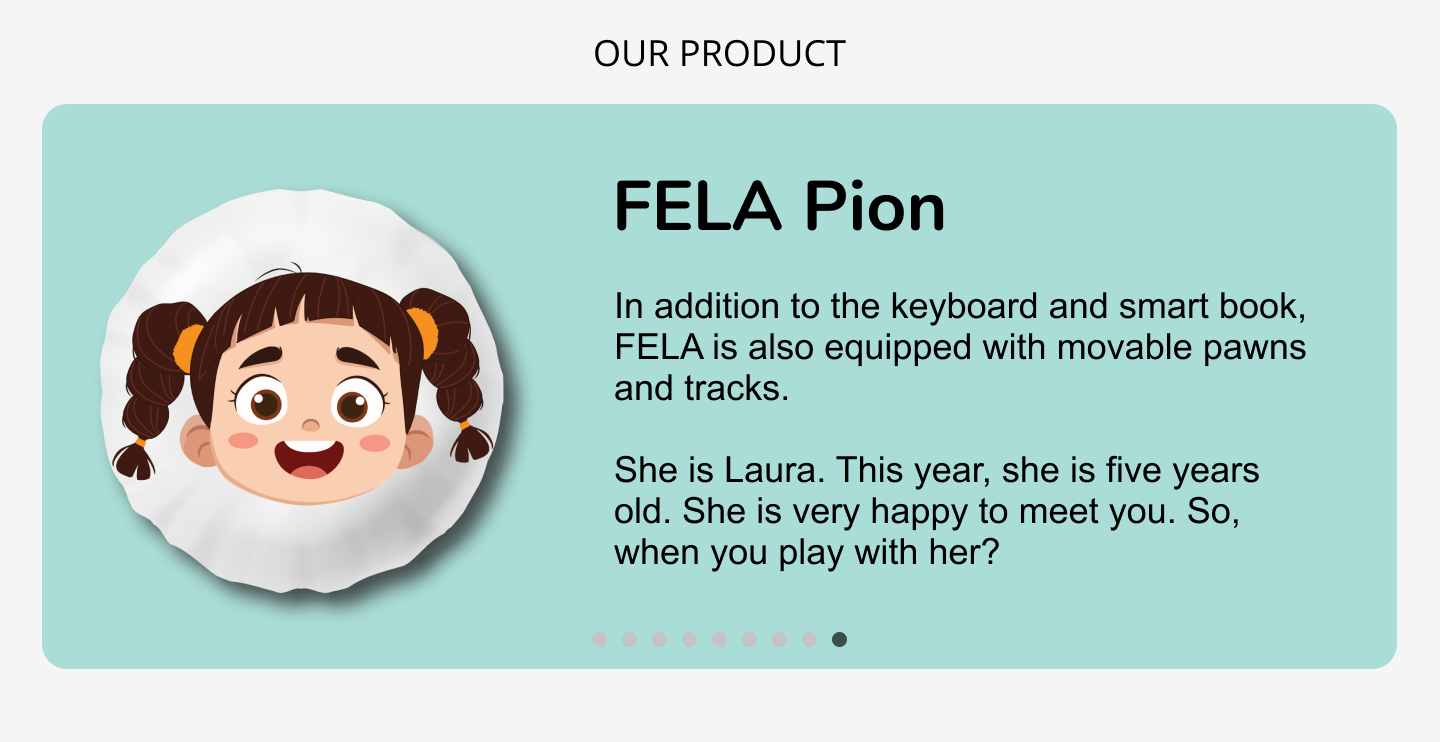 OUR PRODUCT
FELA Pion
In addition to the keyboard and smart book,
FELA is also equipped with movable pawns
and tracks.
She is Laura. This year, she is five years
old. She is very happy to meet you. So,
when you play with her?